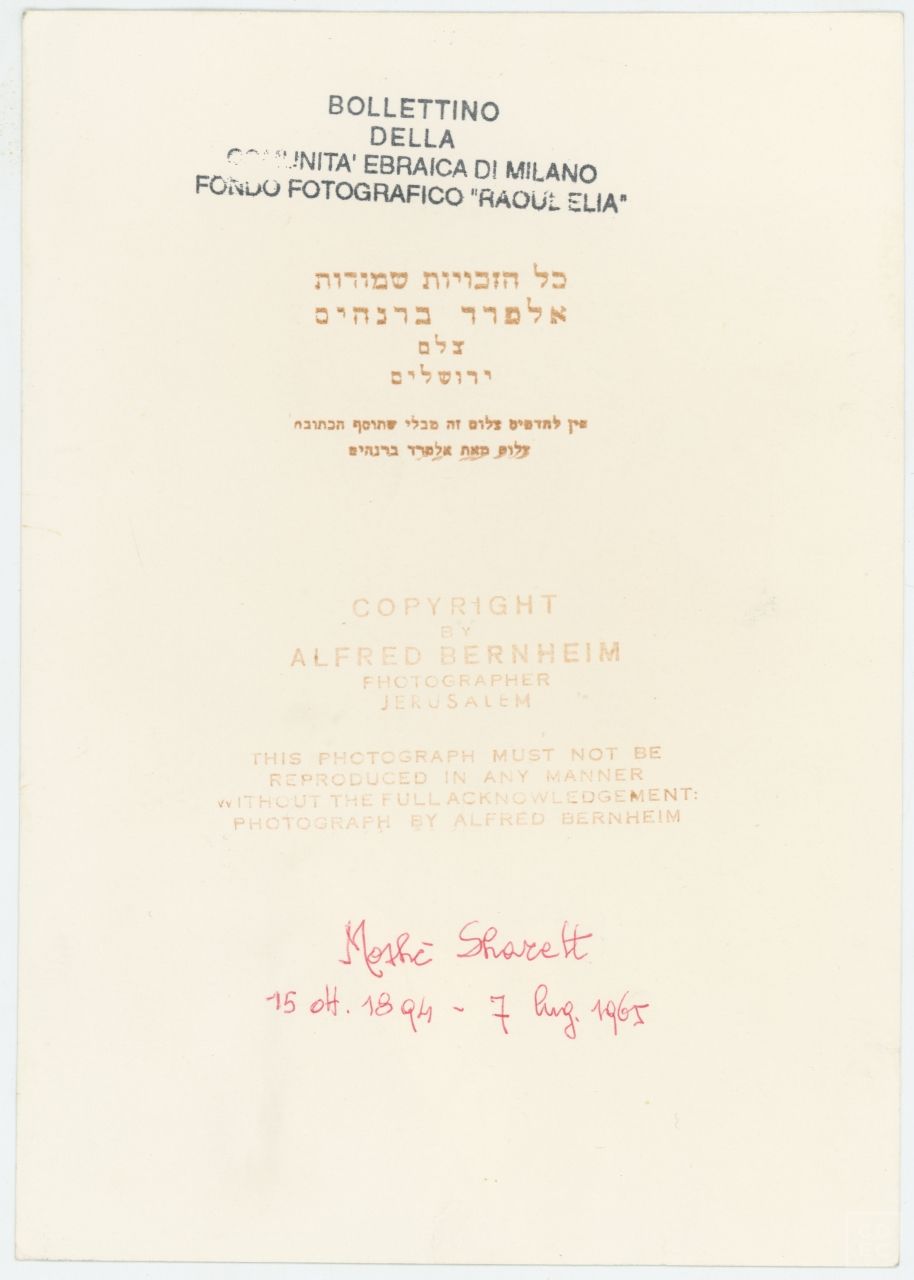 BOLLETTINO
DELLA
COMUNITA' EBRAICA DI MILANO
FONDO FOTOGRAFICO "RAOUL ELIA"
כל הזכויות שמורות
אלפרד ברנהים
צלם
ירושלים
אין להדפיס צלום זה מבלי שתוסף הכתובת
צלום מאת אלפרד ברנהים
COPYRIGHT
BY
ALFRED BERNHEIM
PHOTOGRAPHER
JERUSALEM
THIS PHOTOGRAPH MUST NOT BE
REPRODUCED IN ANY MANNER
WITHOUT THE FULL ACKNOWLEDGEMENT:
PHOTOGRAPH BY ALFRED BERNHEIM
Moshè Sharett
15 ott. 1894 - 7 lug. 1965